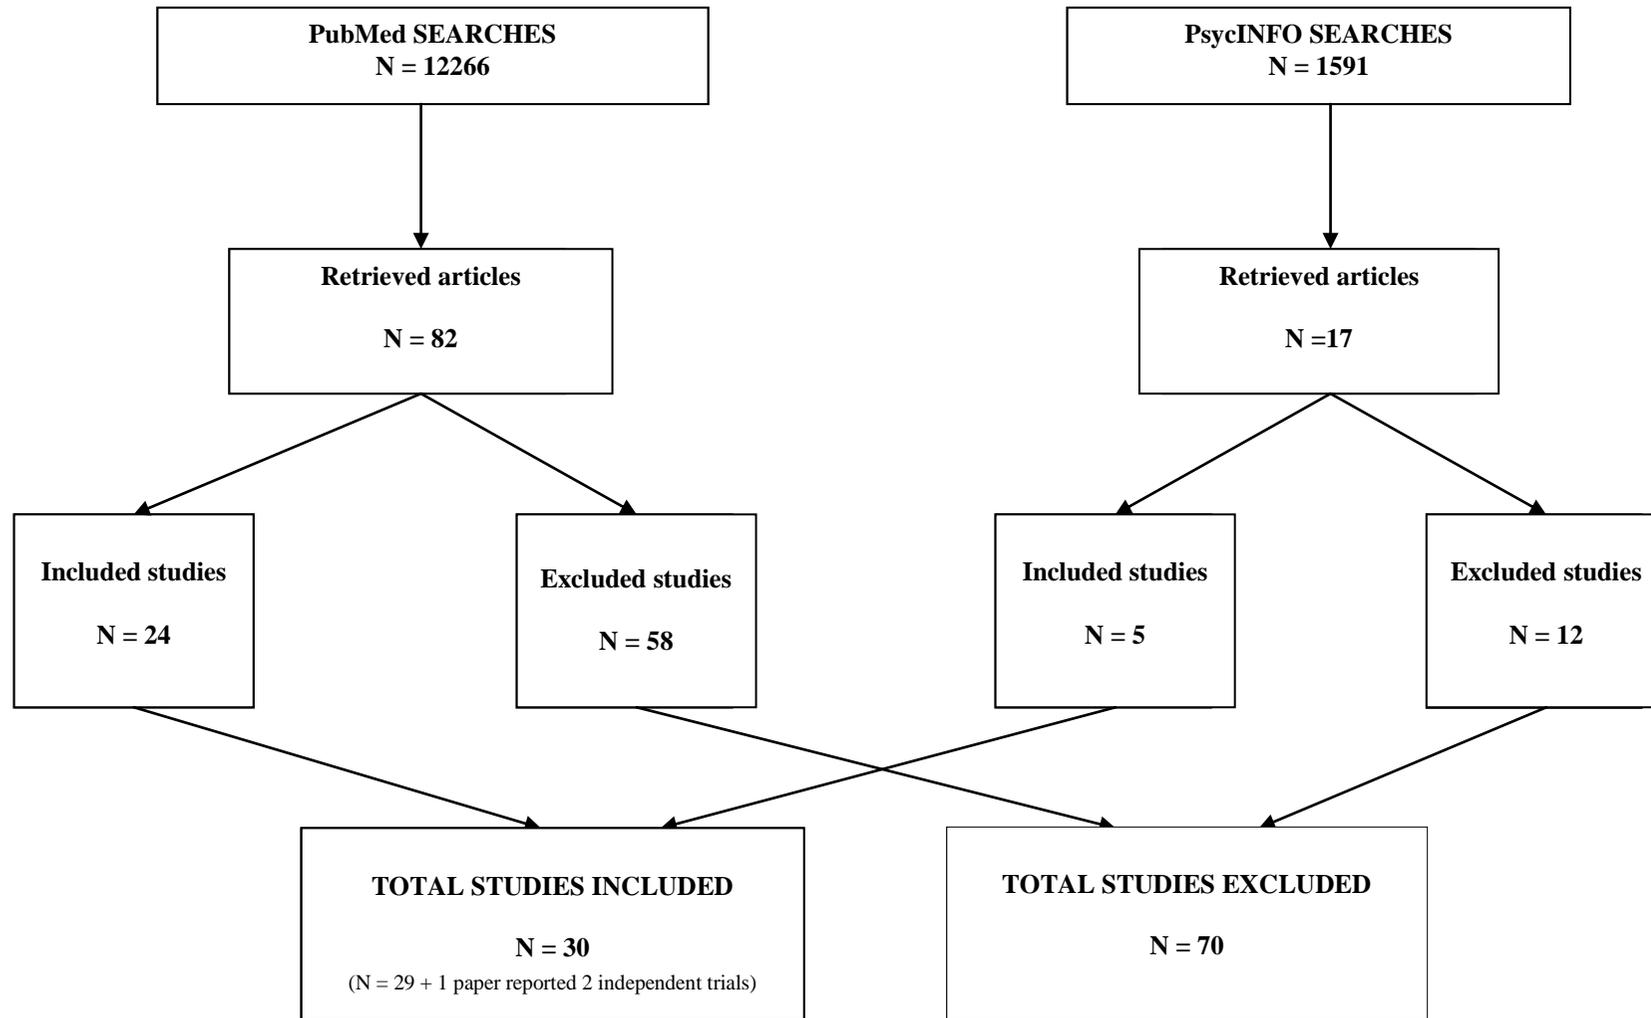 PubMed SEARCHES
N = 12266
PsycINFO SEARCHES
N = 1591
Retrieved articles
N = 82
Retrieved articles
N =17
Included studies
N = 24
Excluded studies
N = 58
Included studies
N = 5
Excluded studies
N = 12
TOTAL STUDIES INCLUDED
N = 30
(N = 29 + 1 paper reported 2 independent trials)
TOTAL STUDIES EXCLUDED
N = 70